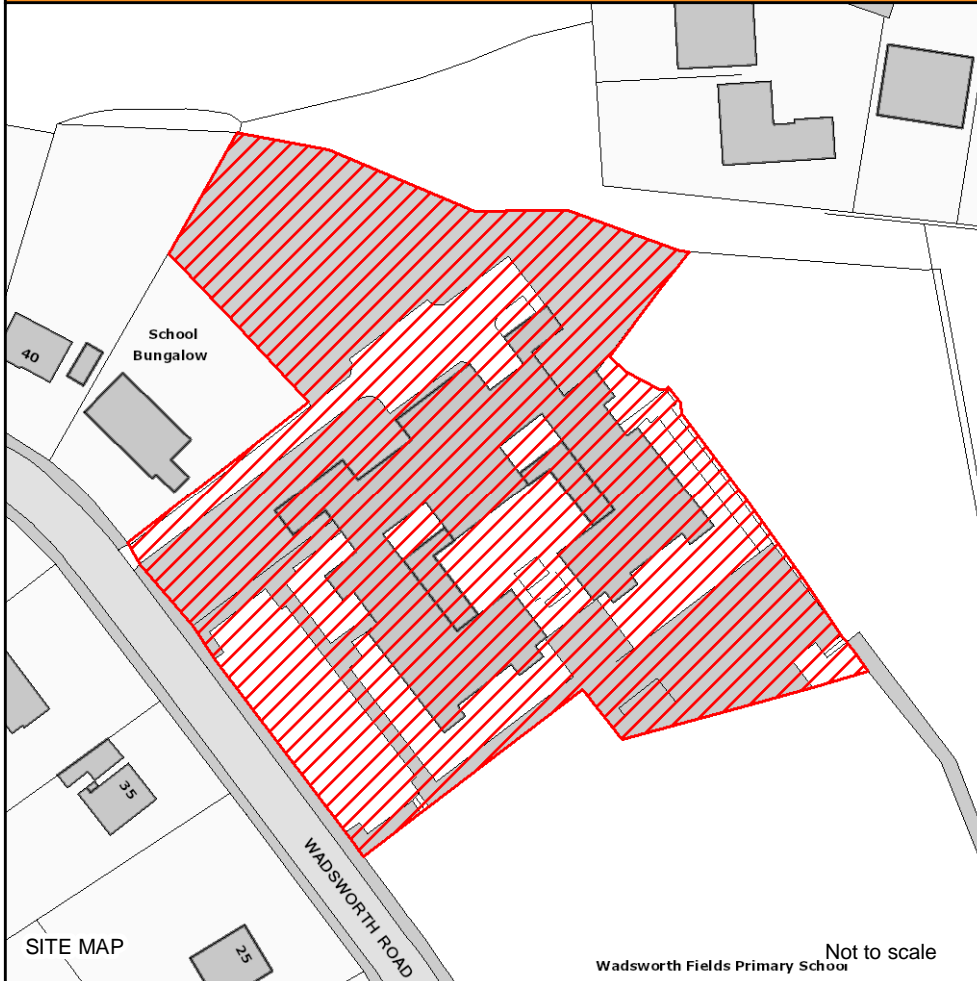 School
Bungalow
40
35
WADSWORTH ROAD
25
SITE MAP
Not to scale
Wadsworth Fields Primary School